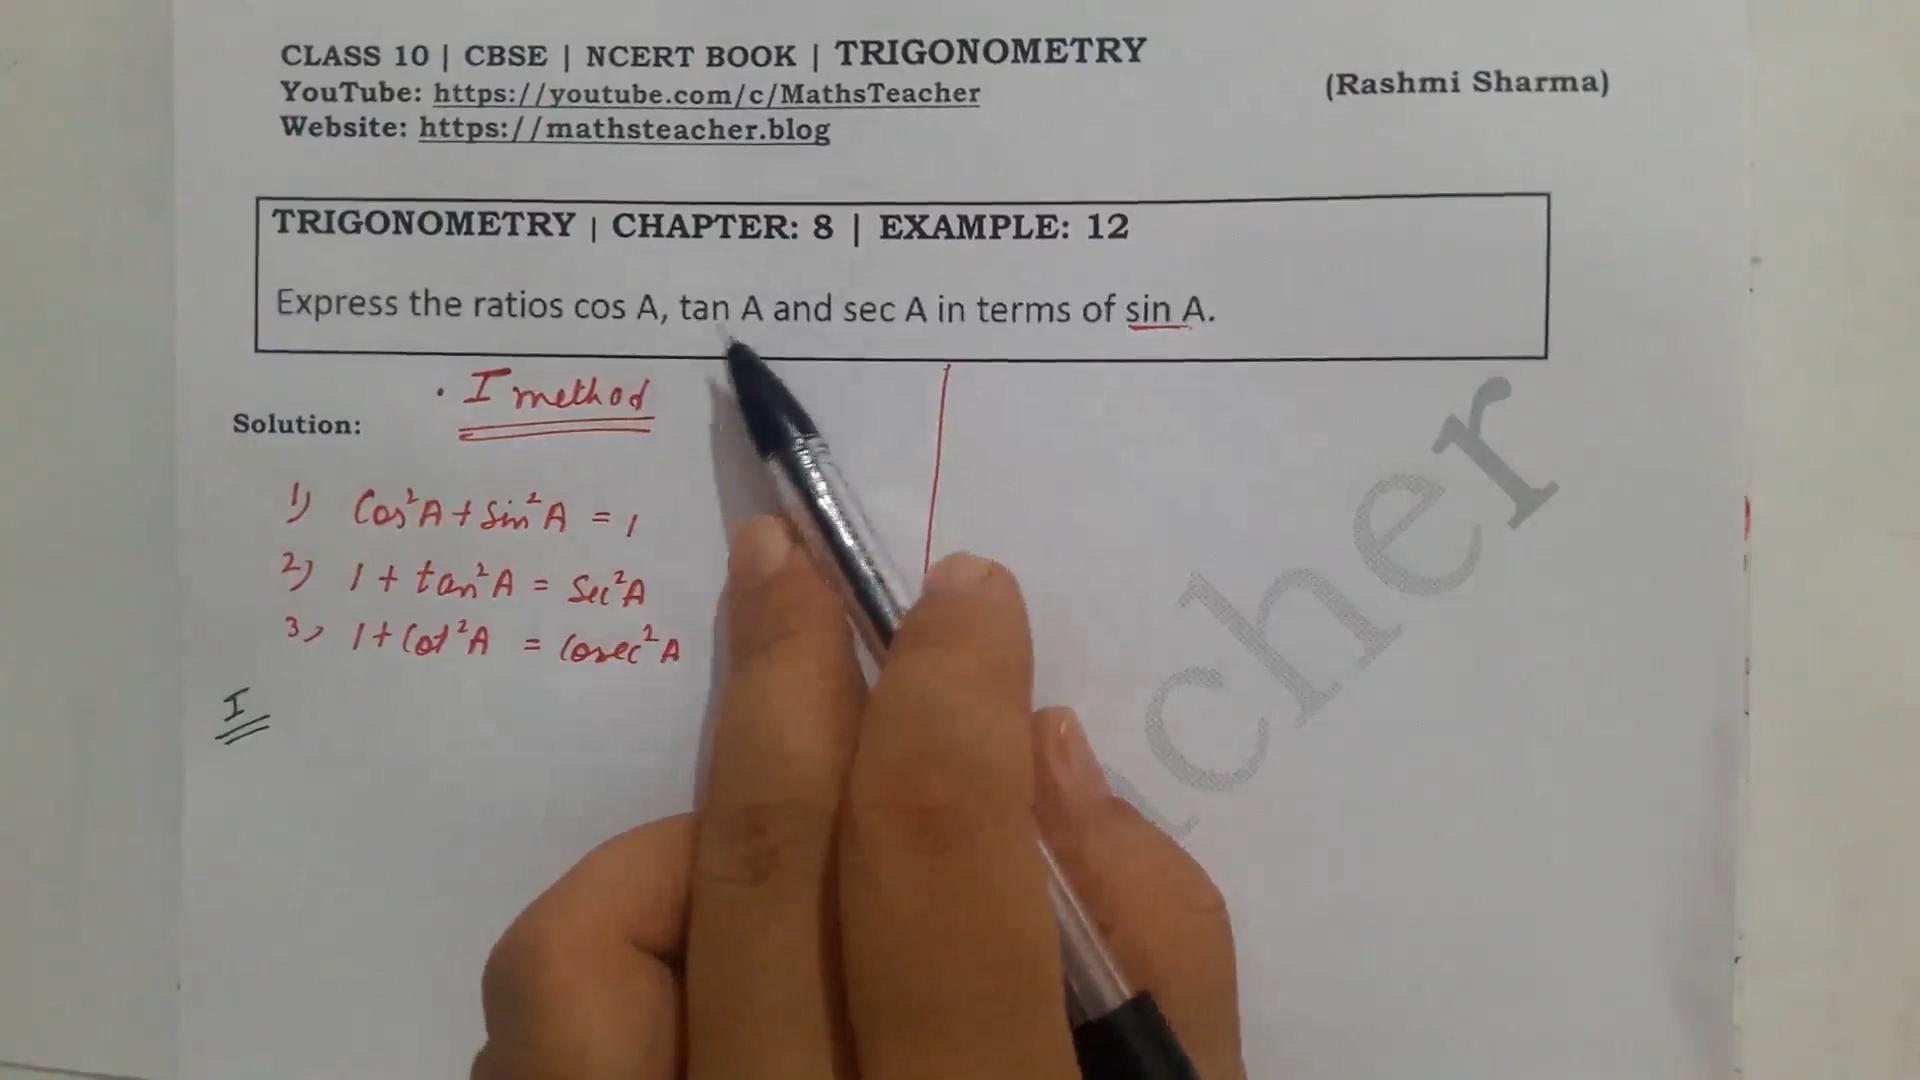 CLASS 10 | CBSE | NCERT BOOK | TRIGONOMETRY
YouTube: https://youtube.com/c/MathsTeacher
(Rashmi Sharma)
Website: https://mathsteacher.blog
TRIGONOMETRY | CHAPTER: 8 | EXAMPLE: 12
Express the ratios cos A, tan A and sec A in terms of sin A.
. I method
Solution:
1) Cos²A + Sin²A = 1
2) 1 + tan²A = Sec²A
3) 1 + Cot²A = Cosec²A
I
cher